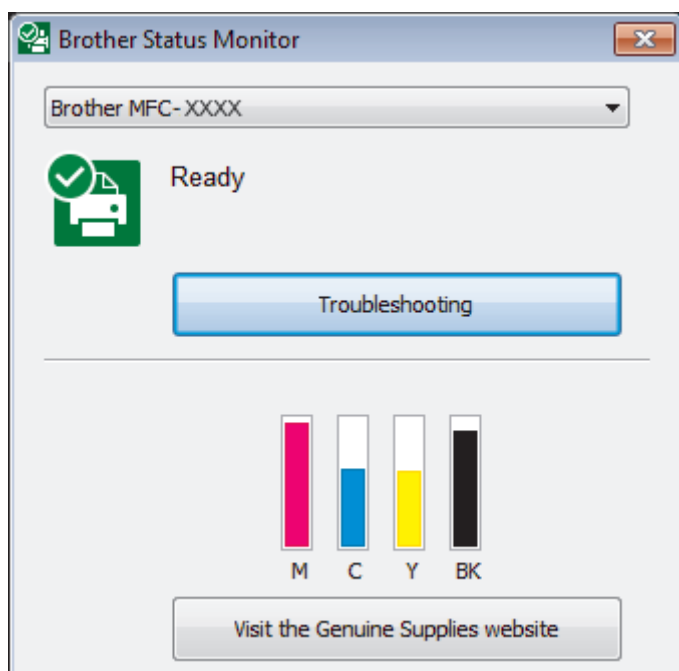 Brother Status Monitor
Brother MFC-XXXX
Ready
Troubleshooting
M C Y BK
Visit the Genuine Supplies website